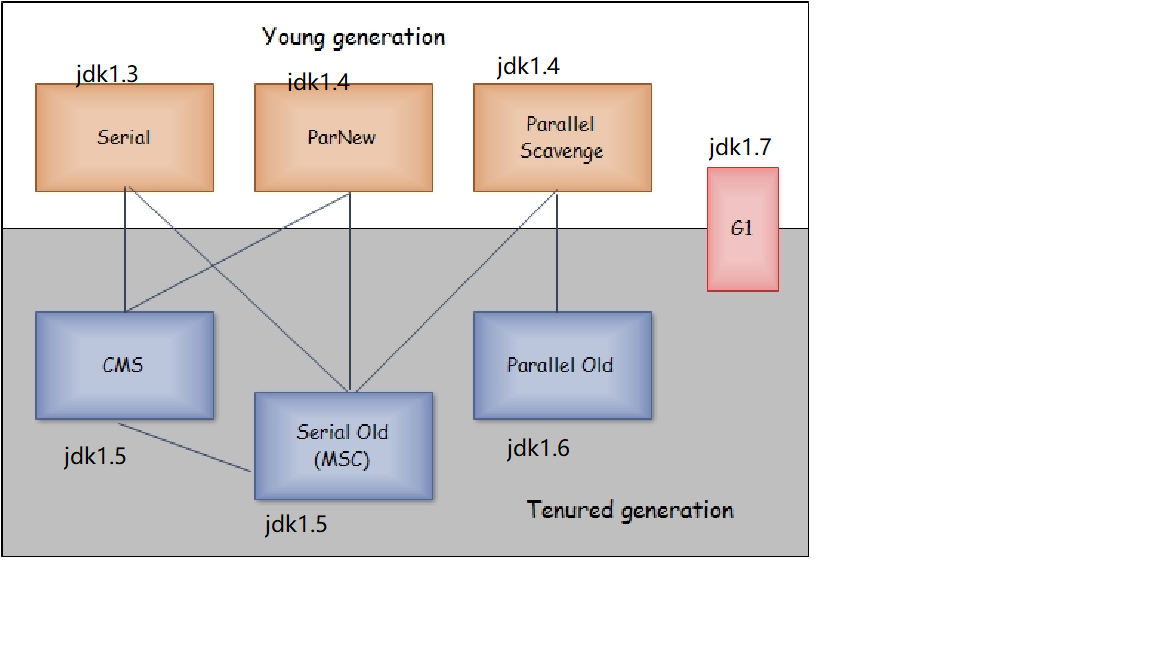 Young generation
jdk1.3
jdk1.4
jdk1.4
Serial
ParNew
Parallel
Scavenge
jdk1.7
G1
CMS
Parallel Old
Serial Old
(MSC)
jdk1.5
jdk1.6
jdk1.5
Tenured generation